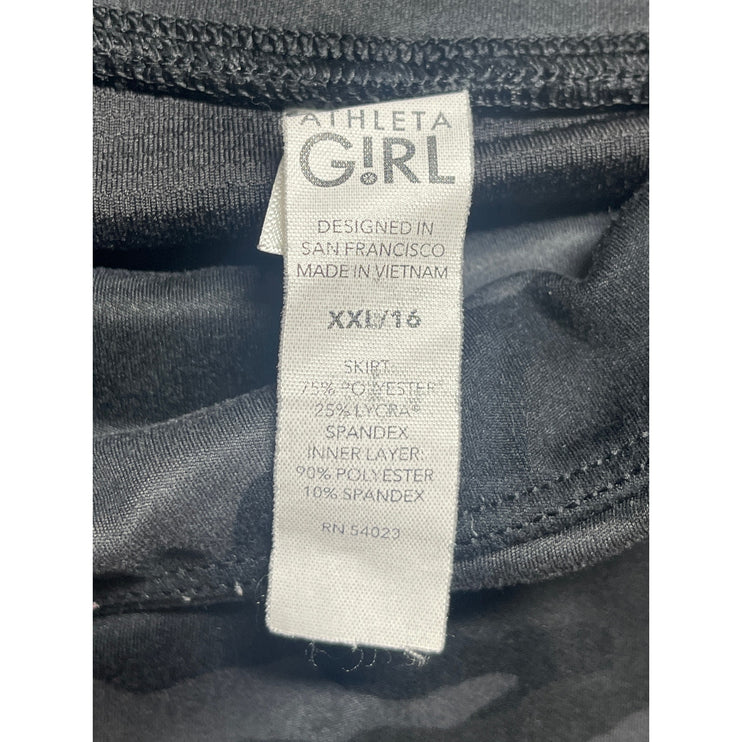 ATHLETA
G!RL
DESIGNED IN
SAN FRANCISCO
MADE IN VIETNAM
XXL/16
SKIRT:
75% POLYESTER
25% LYCRA®
SPANDEX
INNER LAYER:
90% POLYESTER
10% SPANDEX
RN 54023